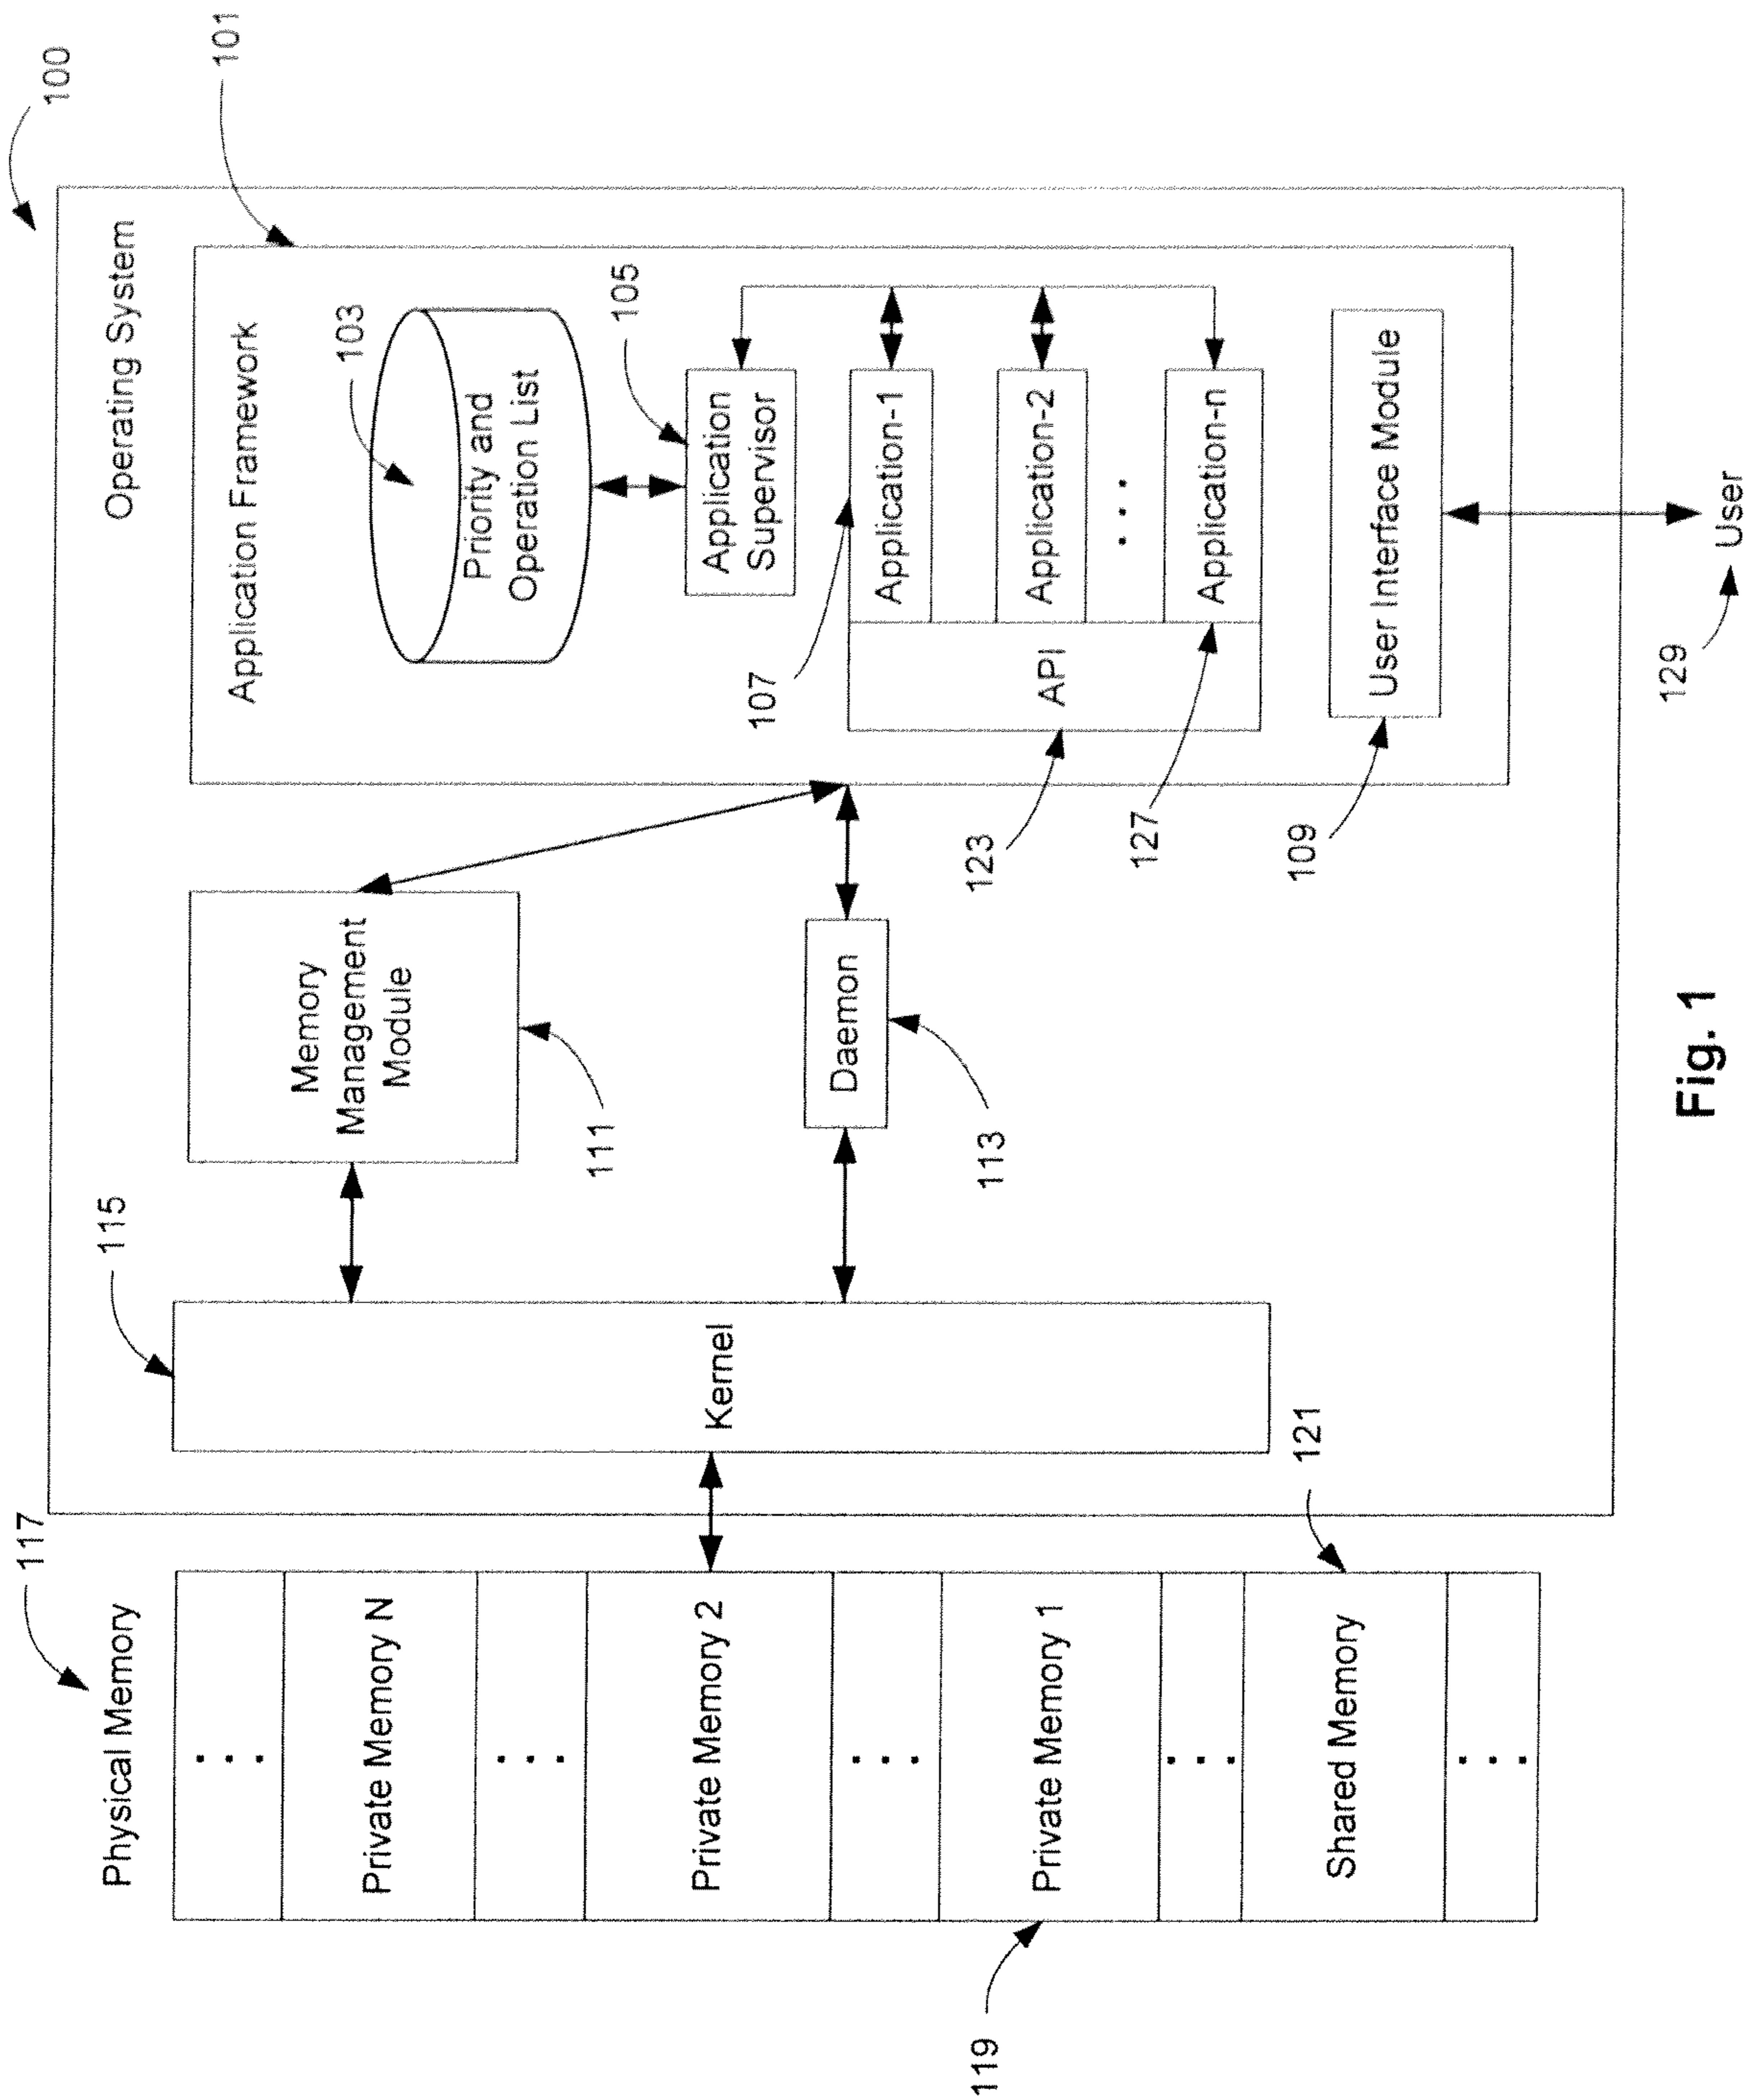 100
Operating System
101
Application Framework
103
Priority and
Operation List
105
Application
Supervisor
107
Application-1
Application-2
. . .
Application-n
API
123
127
User Interface Module
109
User
129
Memory
Management
Module
111
Daemon
113
115
Kernel
117
Physical Memory
. . .
Private Memory N
. . .
Private Memory 2
. . .
Private Memory 1
. . .
Shared Memory
. . .
119
121
Fig. 1